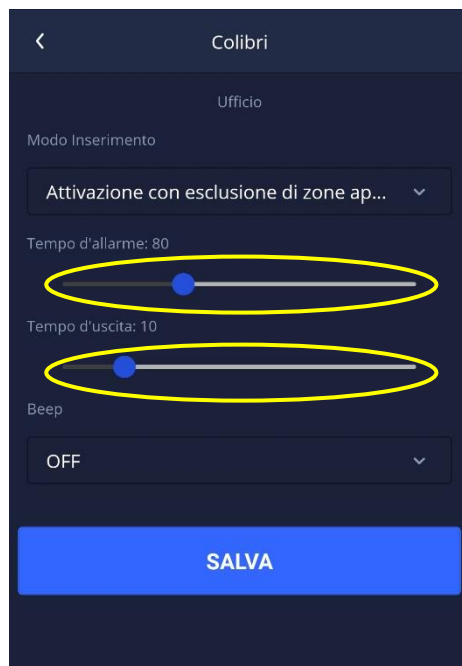 Colibri
Ufficio
Modo Inserimento
Attivazione con esclusione di zone ap...
Tempo d'allarme: 80
Tempo d'uscita: 10
Beep
OFF
SALVA